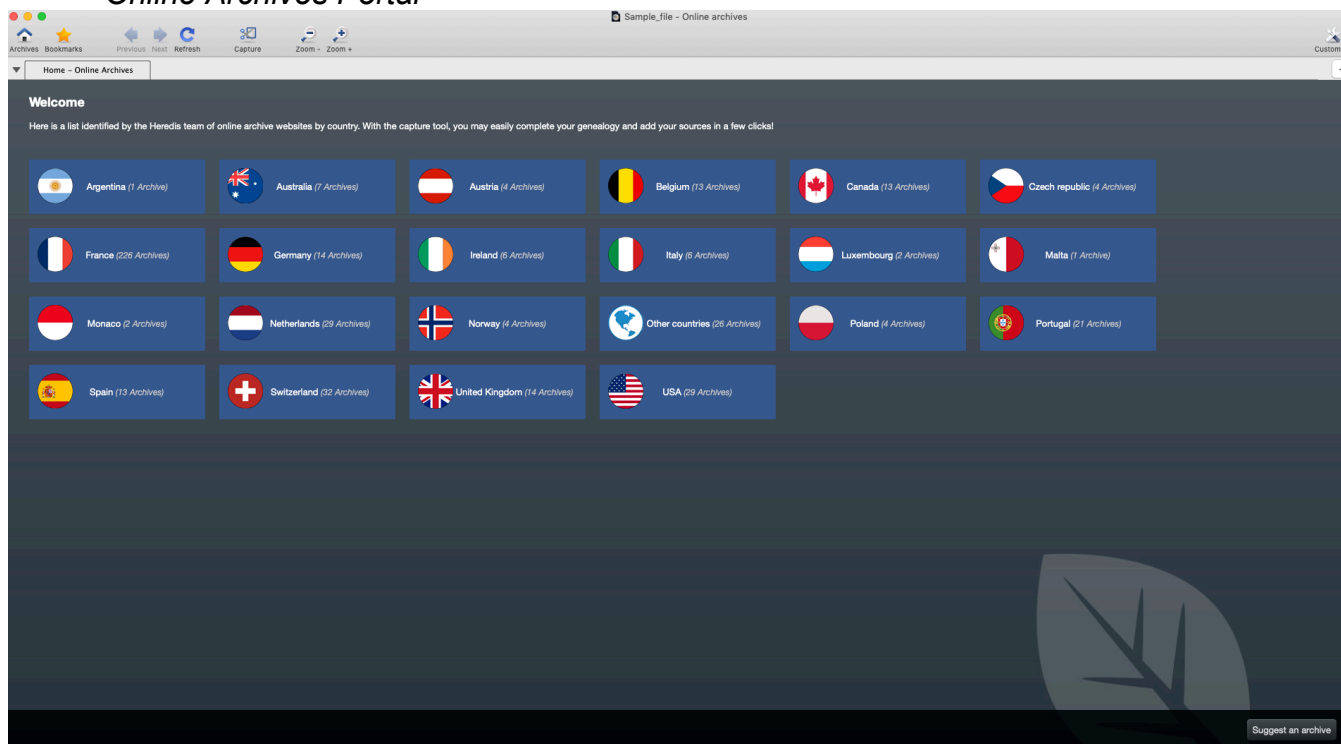 Online Archives Portal
Sample_file - Online archives
Archives Bookmarks Previous Next Refresh Capture Zoom - Zoom + Custom
Home – Online Archives
Welcome
Here is a list identified by the Heredis team of online archive websites by country. With the capture tool, you may easily complete your genealogy and add your sources in a few clicks!
Argentina (1 Archive) Australia (7 Archives) Austria (4 Archives) Belgium (13 Archives) Canada (13 Archives) Czech republic (4 Archives)
France (226 Archives) Germany (14 Archives) Ireland (6 Archives) Italy (6 Archives) Luxembourg (2 Archives) Malta (1 Archive)
Monaco (2 Archives) Netherlands (29 Archives) Norway (4 Archives) Other countries (26 Archives) Poland (4 Archives) Portugal (21 Archives)
Spain (13 Archives) Switzerland (32 Archives) United Kingdom (14 Archives) USA (29 Archives)
Suggest an archive